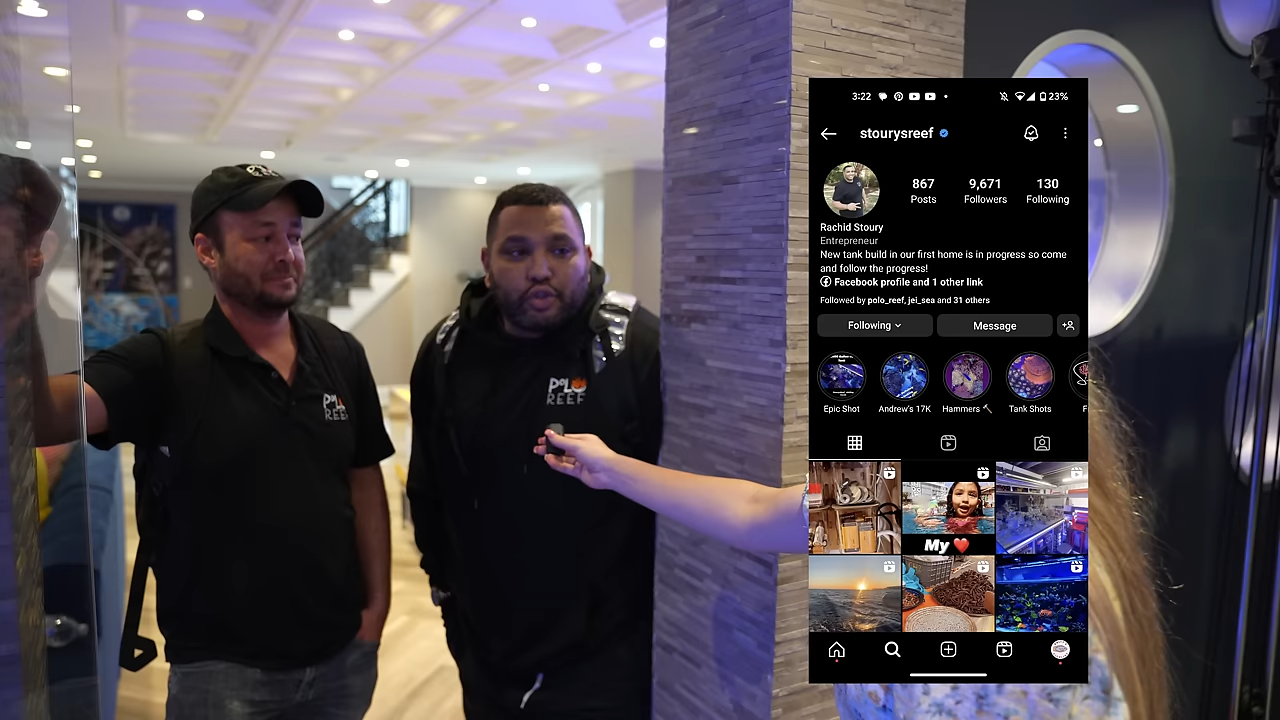 POLO
REEF
3:22
23%
stourysreef
867
9,671
130
Posts
Followers
Following
Rachid Stoury
Entrepreneur
New tank build in our first home is in progress so come
and follow the progress!
Facebook profile and 1 other link
Followed by polo_reef, jei_sea and 31 others
Following
Message
Epic Shot
Andrew's 17K
Hammers 🔨
Tank Shots
F
My ❤️